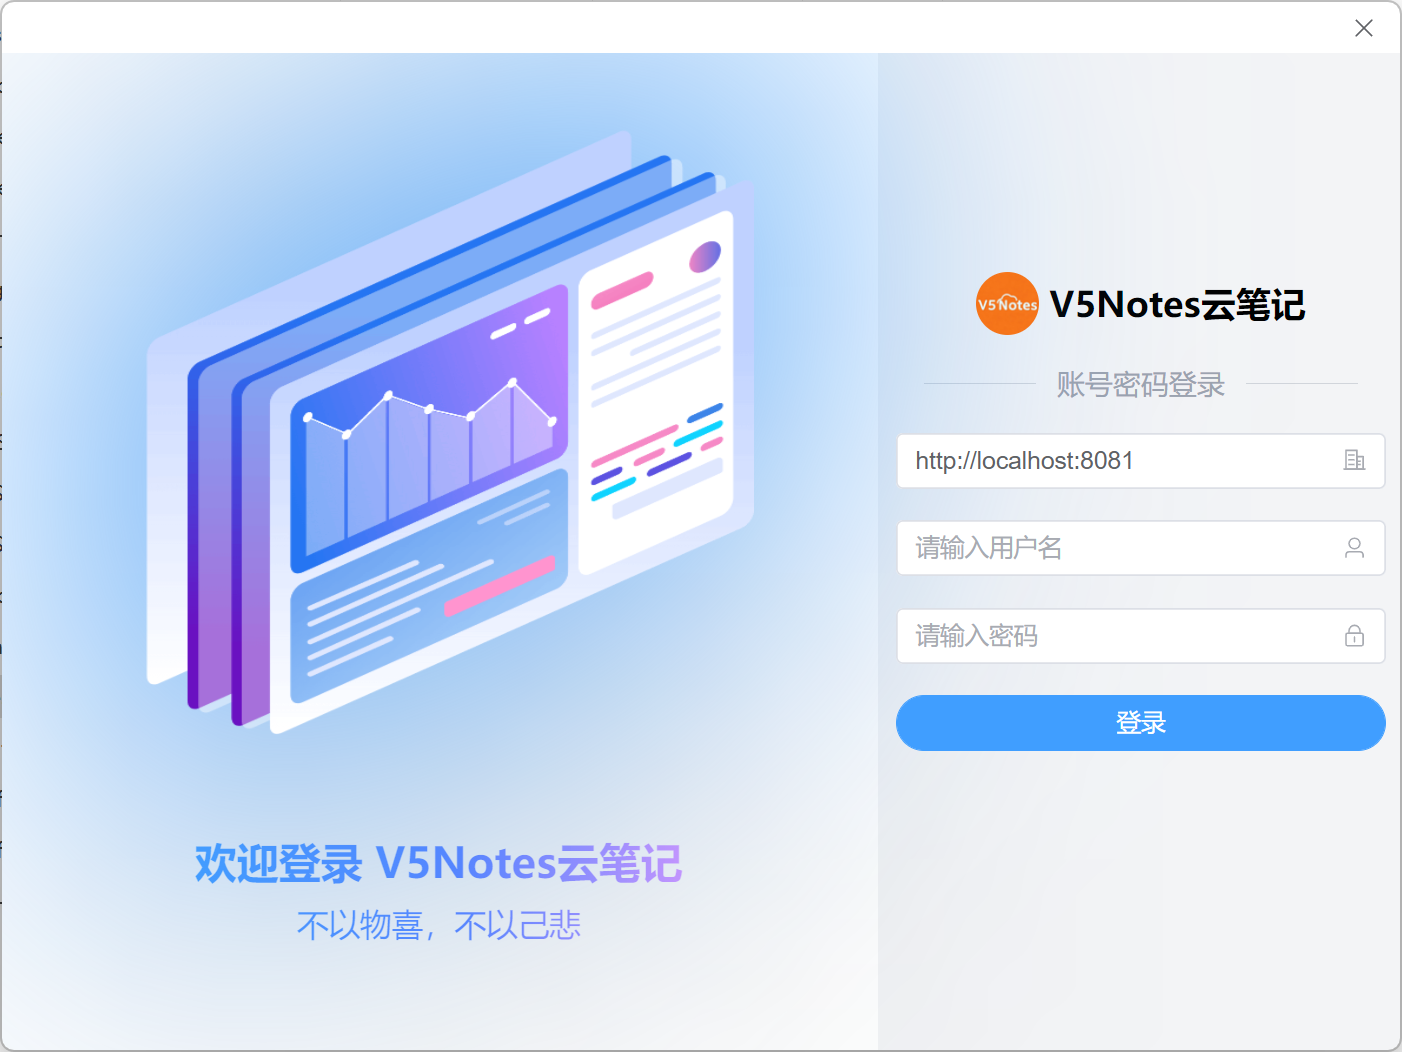 欢迎登录 V5Notes云笔记
不以物喜，不以己悲
V5Notes
V5Notes云笔记
账号密码登录
http://localhost:8081
请输入用户名
请输入密码
登录